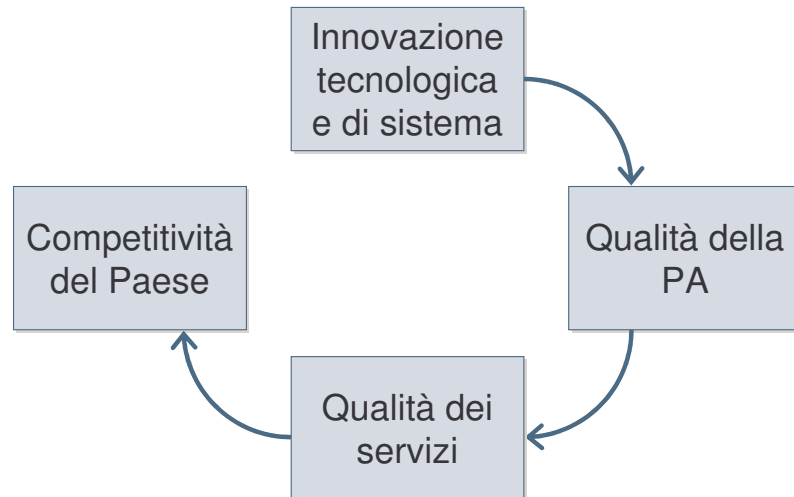 Innovazione
tecnologica
e di sistema
Competitività
del Paese
Qualità della
PA
Qualità dei
servizi